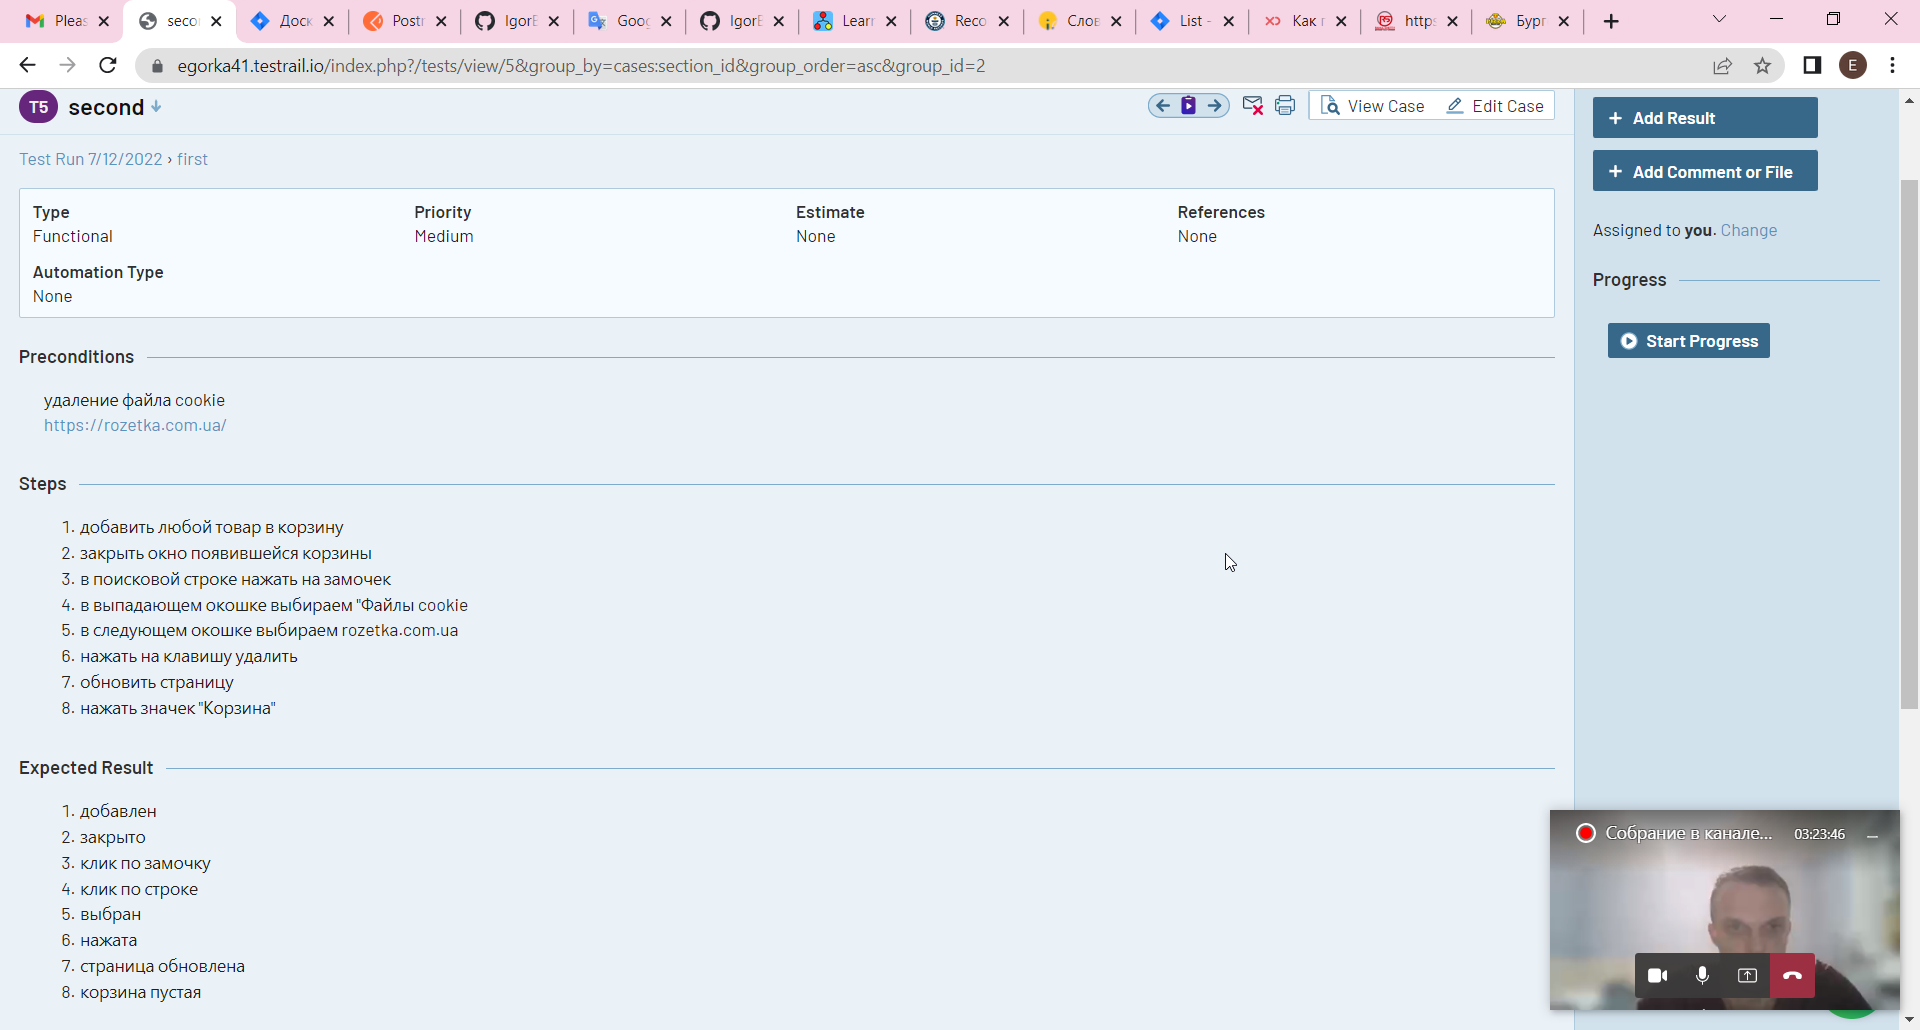 Pleas
secon
Доск
Postr
IgorE
Goog
IgorE
Learn
Reco
Слов
List -
Как п
https
Бург
egorka41.testrail.io/index.php?/tests/view/5&group_by=cases:section_id&group_order=asc&group_id=2
E
T5 second
View Case
Edit Case
+ Add Result
Test Run 7/12/2022 › first
+ Add Comment or File
Type
Functional
Priority
Medium
Estimate
None
References
None
Automation Type
None
Assigned to you. Change
Progress
Start Progress
Preconditions
удаление файла cookie
https://rozetka.com.ua/
Steps
1. добавить любой товар в корзину
2. закрыть окно появившейся корзины
3. в поисковой строке нажать на замочек
4. в выпадающем окошке выбираем "Файлы cookie
5. в следующем окошке выбираем rozetka.com.ua
6. нажать на клавишу удалить
7. обновить страницу
8. нажать значек "Корзина"
Expected Result
1. добавлен
2. закрыто
3. клик по замочку
4. клик по строке
5. выбран
6. нажата
7. страница обновлена
8. корзина пустая
Собрание в канале... 03:23:46